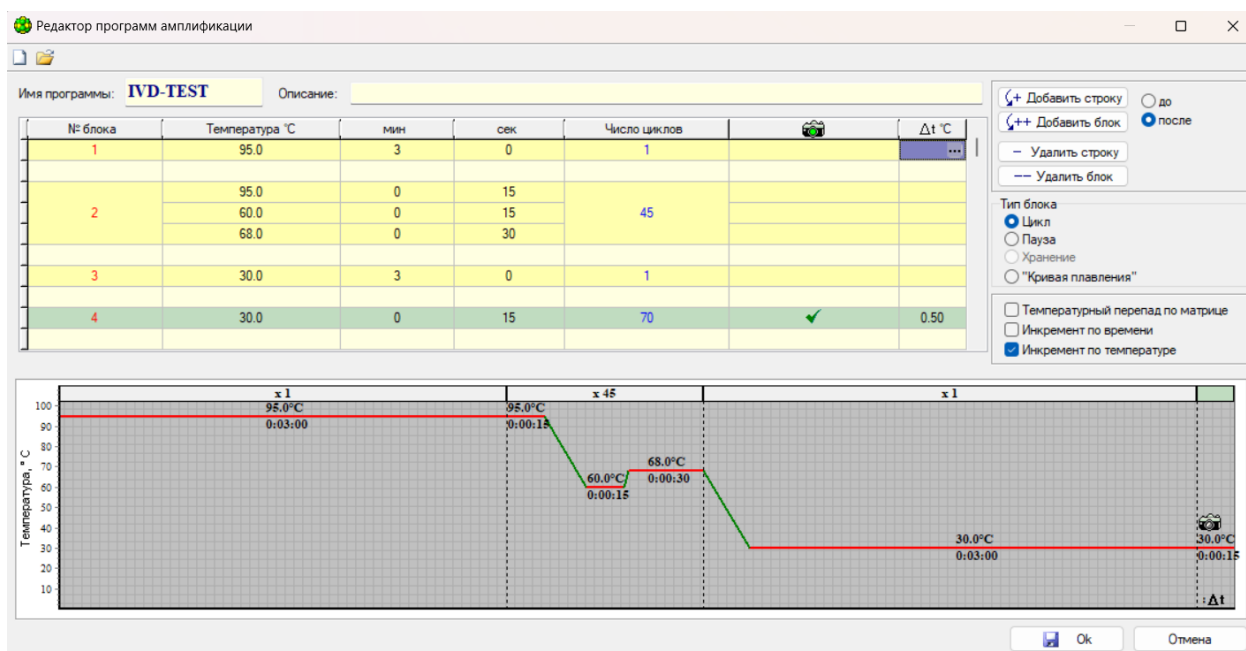 Редактор программ амплификации
Имя программы: IVD-TEST Описание:
№ блока Температура °C мин сек Число циклов Δt °C
1 95.0 3 0 1 ...
95.0 0 15
2 60.0 0 15 45
68.0 0 30
3 30.0 3 0 1
4 30.0 0 15 70 ✔ 0.50
+ Добавить строку
++ Добавить блок
− Удалить строку
−− Удалить блок
до
после
Тип блока
Цикл
Пауза
Хранение
"Кривая плавления"
Температурный перепад по матрице
Инкремент по времени
Инкремент по температуре
x 1 x 45 x 1
Температура, °C
100
90
80
70
60
50
40
30
20
10
95.0°C
0:03:00
95.0°C
0:00:15
60.0°C
0:00:15
68.0°C
0:00:30
30.0°C
0:03:00
30.0°C
0:00:15
:Δt
Ok Отмена